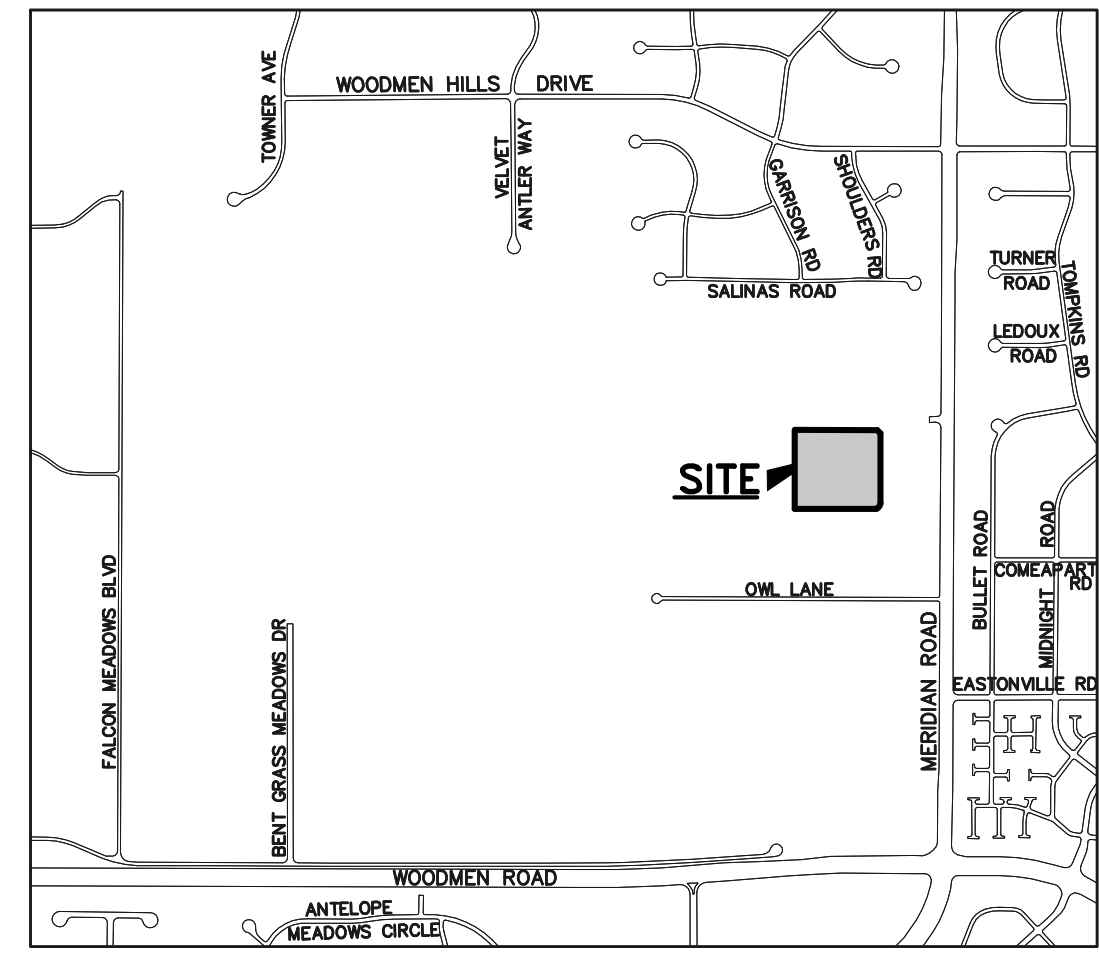 TOWNER AVE
WOODMEN HILLS DRIVE
VELVET
ANTLER WAY
GARRISON RD
SHOULDERS RD
SALINAS ROAD
TURNER
ROAD
TOMPKINS RD
LEDOUX
ROAD
SITE
BULLET ROAD
MIDNIGHT ROAD
COMEAPART
RD
OWL LANE
FALCON MEADOWS BLVD
BENT GRASS MEADOWS DR
MERIDIAN ROAD
EASTONVILLE RD
WOODMEN ROAD
ANTELOPE
MEADOWS CIRCLE